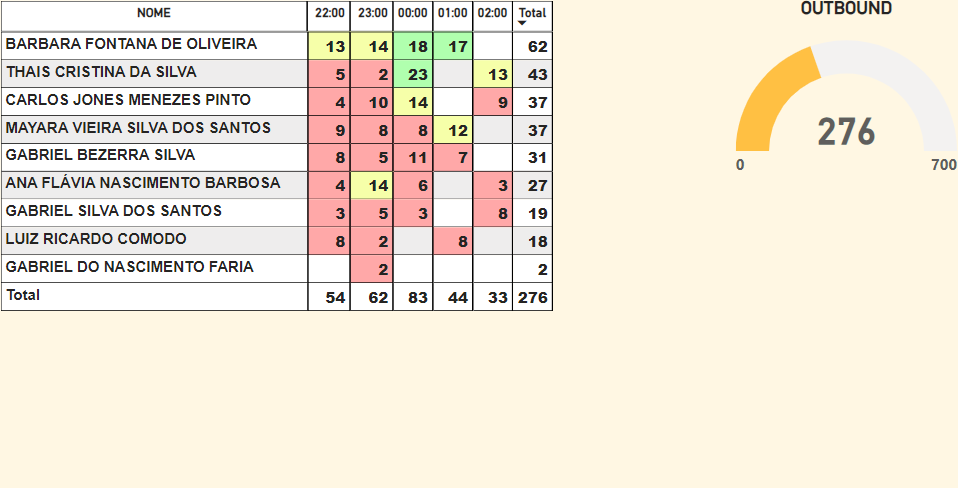 NOME 22:00 23:00 00:00 01:00 02:00 Total
BARBARA FONTANA DE OLIVEIRA 13 14 18 17 62
THAIS CRISTINA DA SILVA 5 2 23 13 43
CARLOS JONES MENEZES PINTO 4 10 14 9 37
MAYARA VIEIRA SILVA DOS SANTOS 9 8 8 12 37
GABRIEL BEZERRA SILVA 8 5 11 7 31
ANA FLÁVIA NASCIMENTO BARBOSA 4 14 6 3 27
GABRIEL SILVA DOS SANTOS 3 5 3 8 19
LUIZ RICARDO COMODO 8 2 8 18
GABRIEL DO NASCIMENTO FARIA 2 2
Total 54 62 83 44 33 276
OUTBOUND
276
0 700